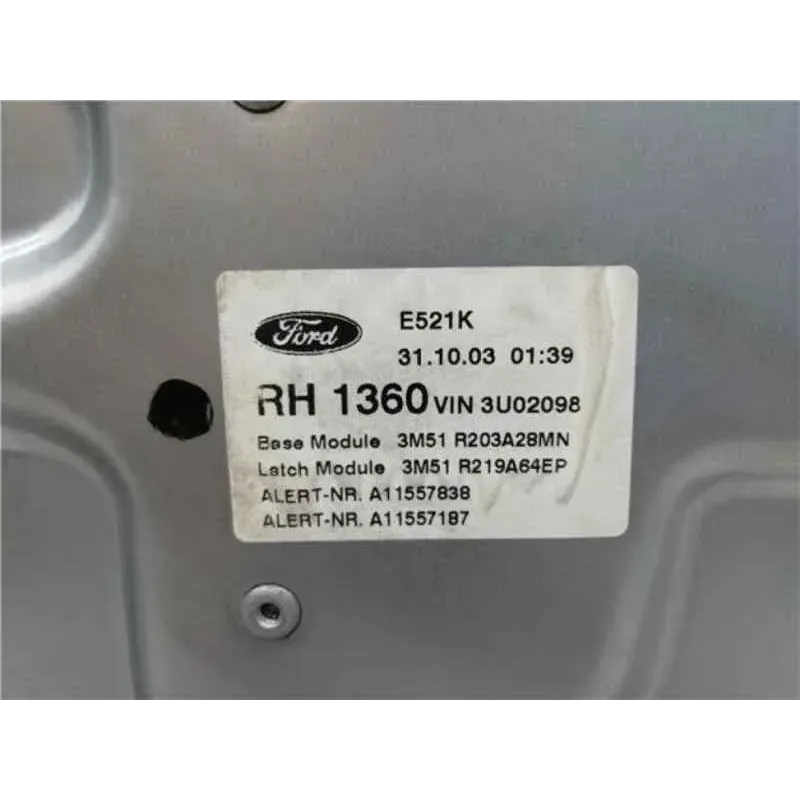 Ford
E521K
31.10.03 01:39
RH 1360 VIN 3U02098
Base Module 3M51 R203A28MN
Latch Module 3M51 R219A64EP
ALERT-NR. A11557838
ALERT-NR. A11557187